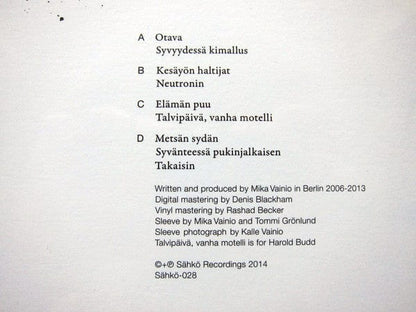 A Otava
Syvyydessä kimallus
B Kesäyön haltijat
Neutronin
C Elämän puu
Talvipäivä, vanha motelli
D Metsän sydän
Syvänteessä pukinjalkaisen
Takaisin
Written and produced by Mika Vainio in Berlin 2006-2013
Digital mastering by Denis Blackham
Vinyl mastering by Rashad Becker
Sleeve by Mika Vainio and Tommi Grönlund
Sleeve photograph by Kalle Vainio
Talvipäivä, vanha motelli is for Harold Budd
©+℗ Sähkö Recordings 2014
Sähkö-028